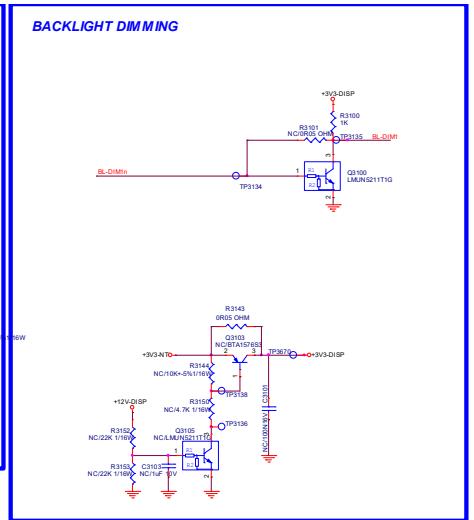 BACKLIGHT DIMMING
+3V3-DISP
R3100
1K
R3101
NC/0R05 OHM
TP3135
BL-DIM1
3
BL-DIM1n
1
R1
R2
Q3100
LMUN5211T1G
TP3134
2
R3143
0R05 OHM
Q3103
NC/BTA1576S3
1/16W
+3V3-NT
2
3
TP3670
+3V3-DISP
R3144
NC/10K+-5%1/16W
1
TP3138
C3101
NC/100N16V
+12V-DISP
R3150
NC/4.7K 1/16W
TP3136
R3152
NC/22K 1/16W
Q3105
NC/LMUN5211T1G
3
1
R1
R2
R3153
NC/22K 1/16W
C3103
NC/1uF 10V
2